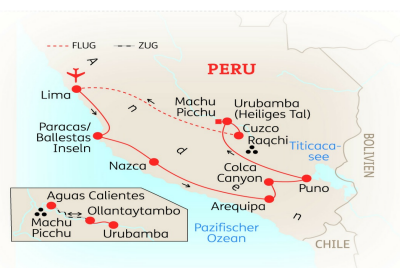 FLUG
ZUG
PERU
Anden
Lima
Machu
Picchu
Urubamba
(Heiliges Tal)
Cuzco
Raqchi
Paracas/
Ballestas
Inseln
Titicaca-
see
BOLIVIEN
Nazca
Colca
Canyon
Puno
Arequipa
Aguas Calientes
Ollantaytambo
Machu
Picchu
Urubamba
Pazifischer
Ozean
CHILE